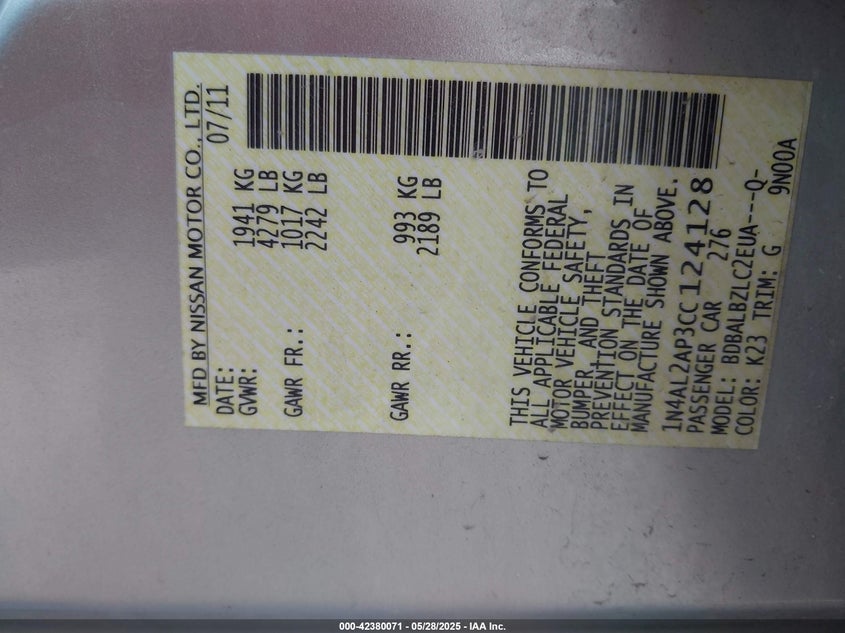 MFD BY NISSAN MOTOR CO., LTD.
DATE: 07/11
GVWR: 1941 KG
4279 LB
GAWR FR.: 1017 KG
2242 LB
GAWR RR.: 993 KG
2189 LB
THIS VEHICLE CONFORMS TO
ALL APPLICABLE FEDERAL
MOTOR VEHICLE SAFETY,
BUMPER, AND THEFT
PREVENTION STANDARDS IN
EFFECT ON THE DATE OF
MANUFACTURE SHOWN ABOVE.
1N4AL2AP3CC124128
PASSENGER CAR 276
MODEL: BDBALBZLC2EUA---Q-
COLOR: K23 TRIM: G 9N00A
000-42380071 - 05/28/2025 - IAA Inc.